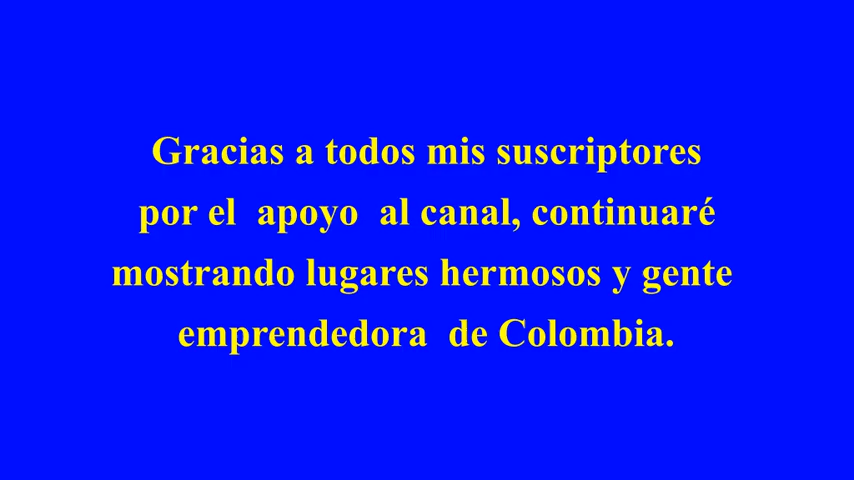 Gracias a todos mis suscriptores
por el  apoyo  al canal, continuaré
mostrando lugares hermosos y gente
emprendedora  de Colombia.